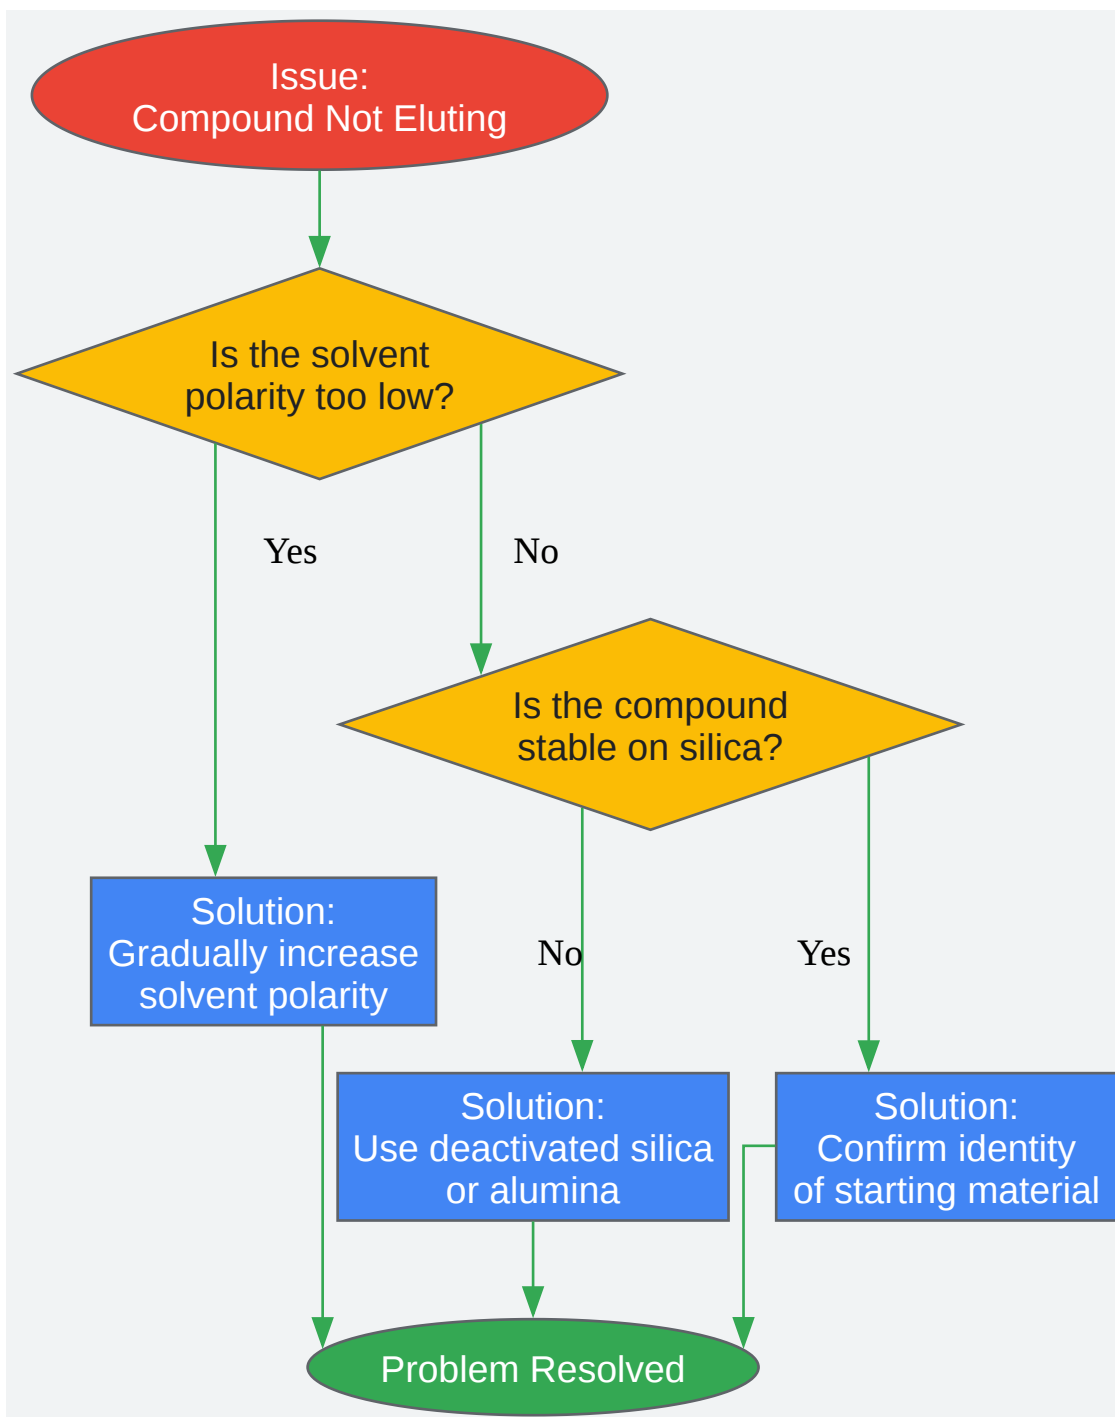 Issue:
Compound Not Eluting
Is the solvent
polarity too low?
Yes
No
Is the compound
stable on silica?
Solution:
Gradually increase
solvent polarity
No
Yes
Solution:
Use deactivated silica
or alumina
Solution:
Confirm identity
of starting material
Problem Resolved